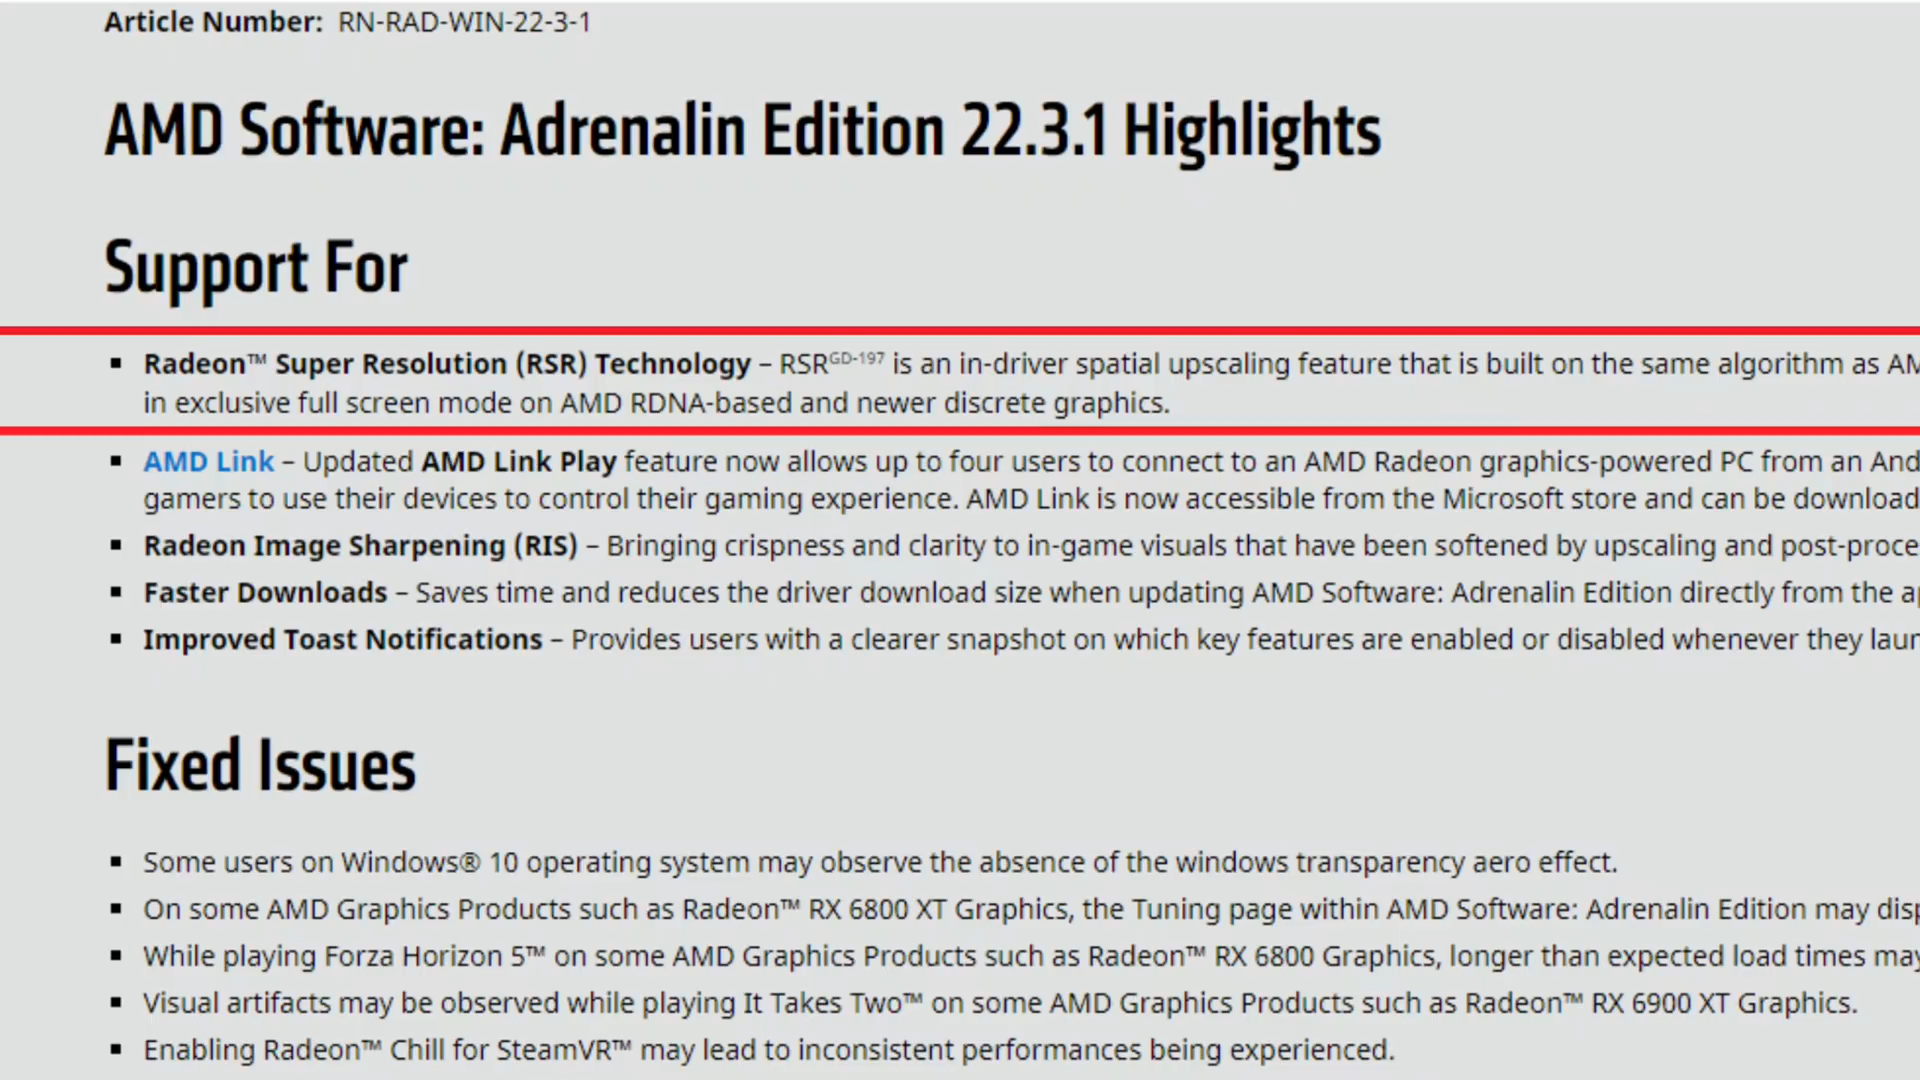 Article Number: RN-RAD-WIN-22-3-1
AMD Software: Adrenalin Edition 22.3.1 Highlights
Support For
▪ Radeon™ Super Resolution (RSR) Technology – RSRGD-197 is an in-driver spatial upscaling feature that is built on the same algorithm as
in exclusive full screen mode on AMD RDNA-based and newer discrete graphics.
▪ AMD Link – Updated AMD Link Play feature now allows up to four users to connect to an AMD Radeon graphics-powered PC from an
gamers to use their devices to control their gaming experience. AMD Link is now accessible from the Microsoft store and can be
▪ Radeon Image Sharpening (RIS) – Bringing crispness and clarity to in-game visuals that have been softened by upscaling and
▪ Faster Downloads – Saves time and reduces the driver download size when updating AMD Software: Adrenalin Edition directly from the
▪ Improved Toast Notifications – Provides users with a clearer snapshot on which key features are enabled or disabled whenever they
Fixed Issues
▪ Some users on Windows® 10 operating system may observe the absence of the windows transparency aero effect.
▪ On some AMD Graphics Products such as Radeon™ RX 6800 XT Graphics, the Tuning page within AMD Software: Adrenalin Edition may
▪ While playing Forza Horizon 5™ on some AMD Graphics Products such as Radeon™ RX 6800 Graphics, longer than expected load times may
▪ Visual artifacts may be observed while playing It Takes Two™ on some AMD Graphics Products such as Radeon™ RX 6900 XT Graphics.
▪ Enabling Radeon™ Chill for SteamVR™ may lead to inconsistent performances being experienced.